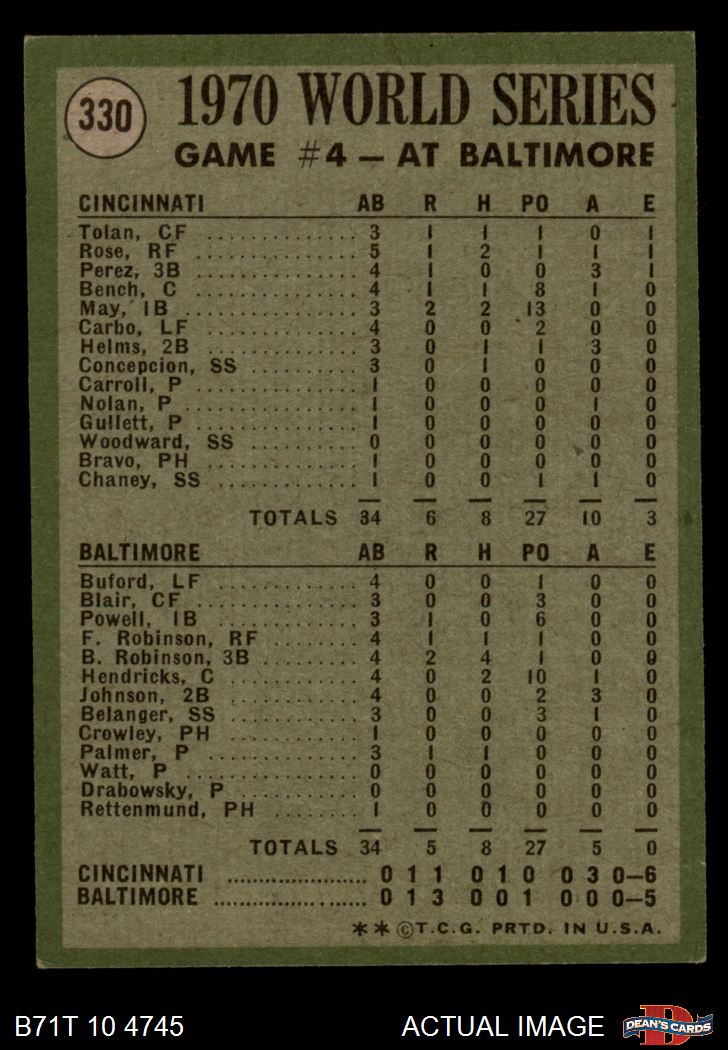 330
1970 WORLD SERIES
GAME #4 — AT BALTIMORE
CINCINNATI AB R H PO A E
Tolan, CF ............ 3 1 1 1 0 1
Rose, RF ............ 5 1 2 1 1 1
Perez, 3B ............ 4 1 0 0 3 1
Bench, C ............ 4 1 1 8 1 0
May, 1B ............ 3 2 2 13 0 0
Carbo, LF ............ 4 0 0 2 0 0
Helms, 2B ............ 3 0 1 1 3 0
Concepcion, SS ......... 3 0 1 0 0 0
Carroll, P ............ 1 0 0 0 0 0
Nolan, P ............ 1 0 0 0 1 0
Gullett, P ............ 1 0 0 0 0 0
Woodward, SS ......... 0 0 0 0 0 0
Bravo, PH ............ 1 0 0 0 0 0
Chaney, SS ............ 1 0 0 1 1 0
TOTALS 34 6 8 27 10 3
BALTIMORE AB R H PO A E
Buford, LF ............ 4 0 0 1 0 0
Blair, CF ............ 3 0 0 3 0 0
Powell, 1B ............ 3 1 0 6 0 0
F. Robinson, RF ........ 4 1 1 1 0 0
B. Robinson, 3B ........ 4 2 4 1 0 0
Hendricks, C ............ 4 0 2 10 1 0
Johnson, 2B ............ 4 0 0 2 3 0
Belanger, SS ............ 3 0 0 3 1 0
Crowley, PH ............ 1 0 0 0 0 0
Palmer, P ............ 3 1 1 0 0 0
Watt, P ............ 0 0 0 0 0 0
Drabowsky, P ............ 0 0 0 0 0 0
Rettenmund, PH ......... 1 0 0 0 0 0
TOTALS 34 5 8 27 5 0
CINCINNATI ............ 0 1 1 0 1 0 0 3 0—6
BALTIMORE ............ 0 1 3 0 0 1 0 0 0—5
** ©T.C.G. PRTD. IN U.S.A.
B71T 10 4745 ACTUAL IMAGE D DEAN'S CARDS